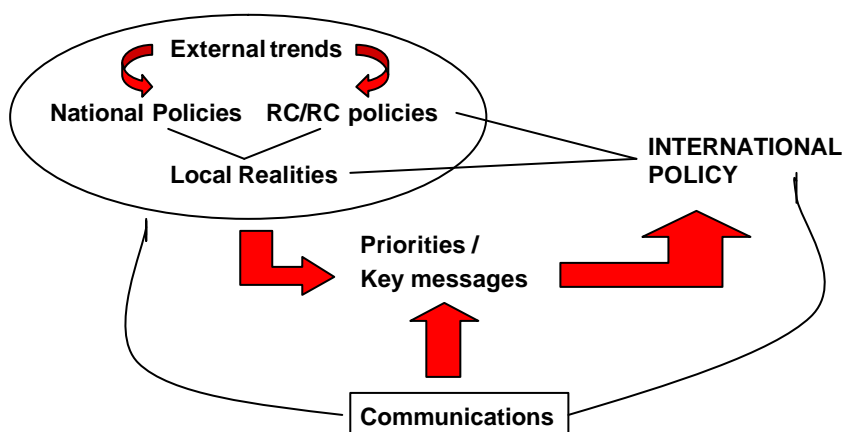 External trends
National Policies
RC/RC policies
Local Realities
INTERNATIONAL
POLICY
Priorities /
Key messages
Communications